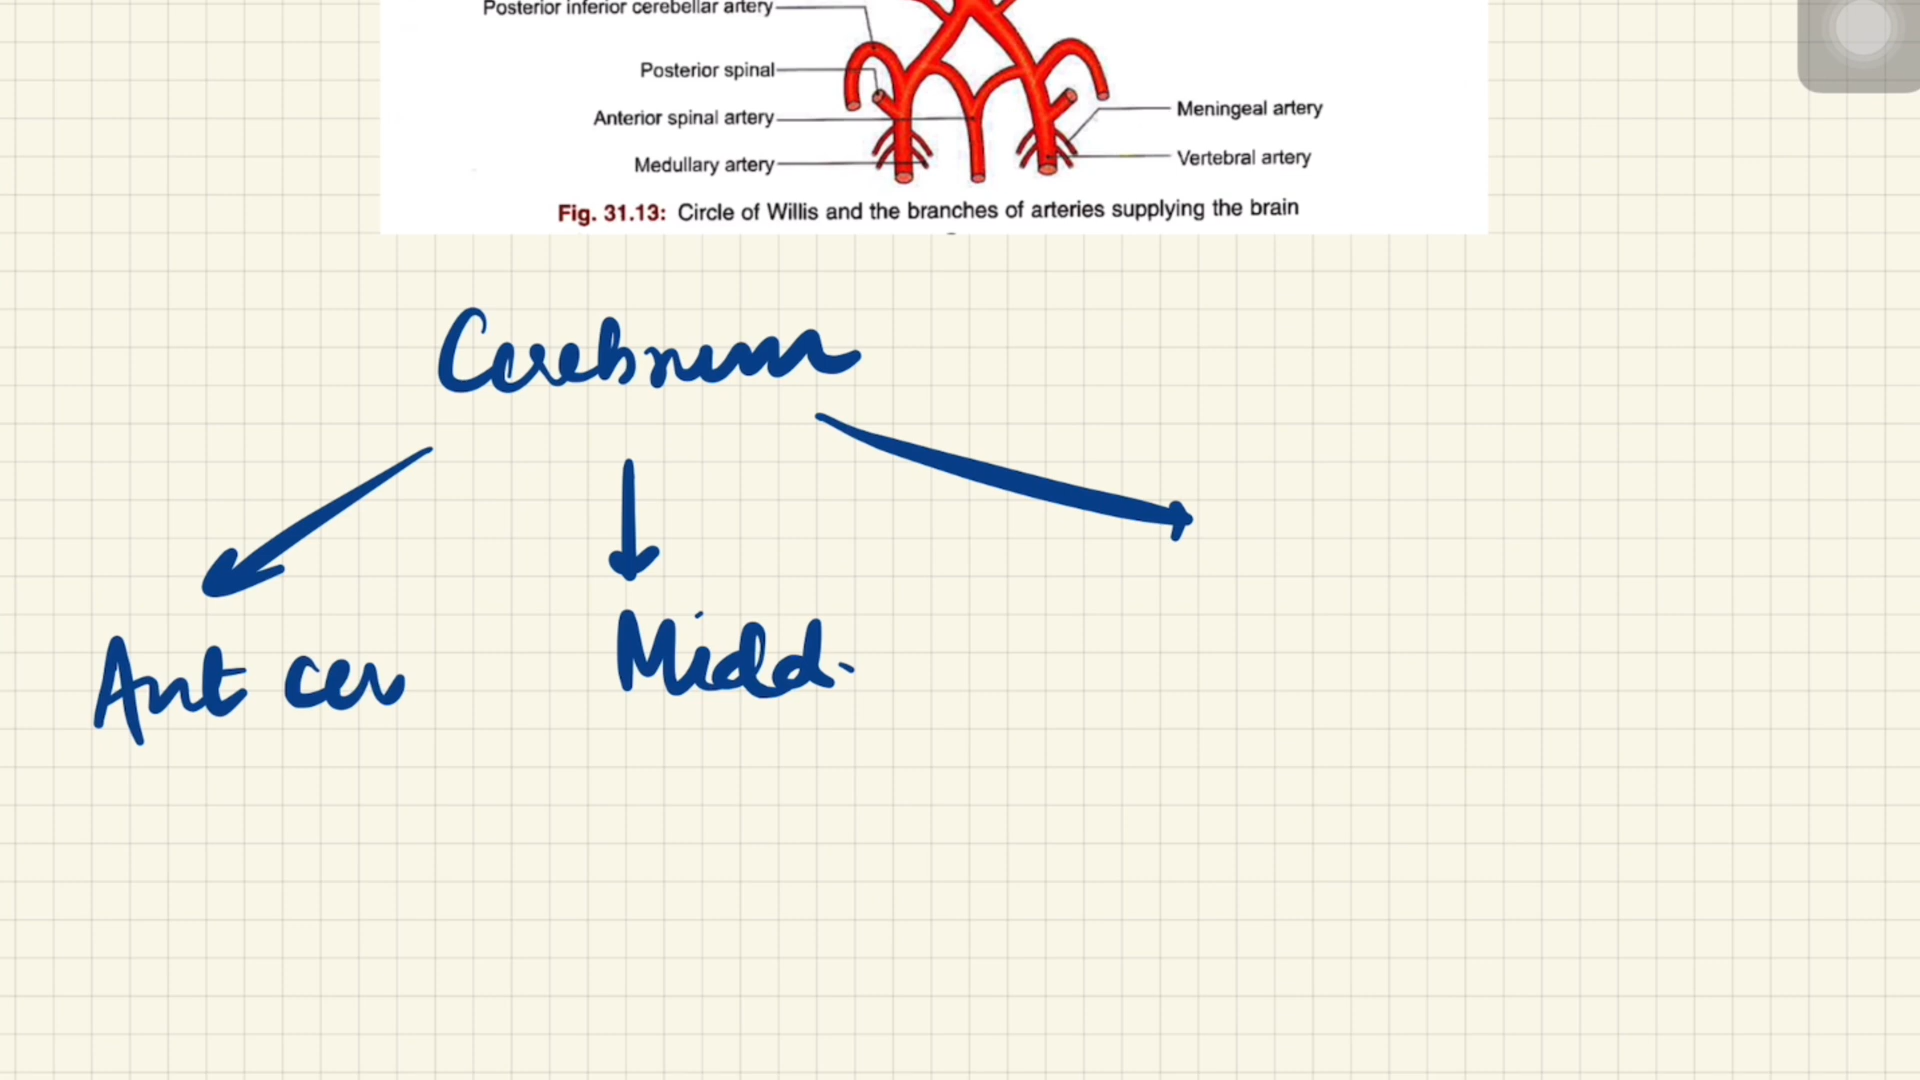 Posterior inferior cerebellar artery
Posterior spinal
Anterior spinal artery
Medullary artery
Meningeal artery
Vertebral artery
Fig. 31.13: Circle of Willis and the branches of arteries supplying the brain
Cerebrum
Ant cer
Midd.